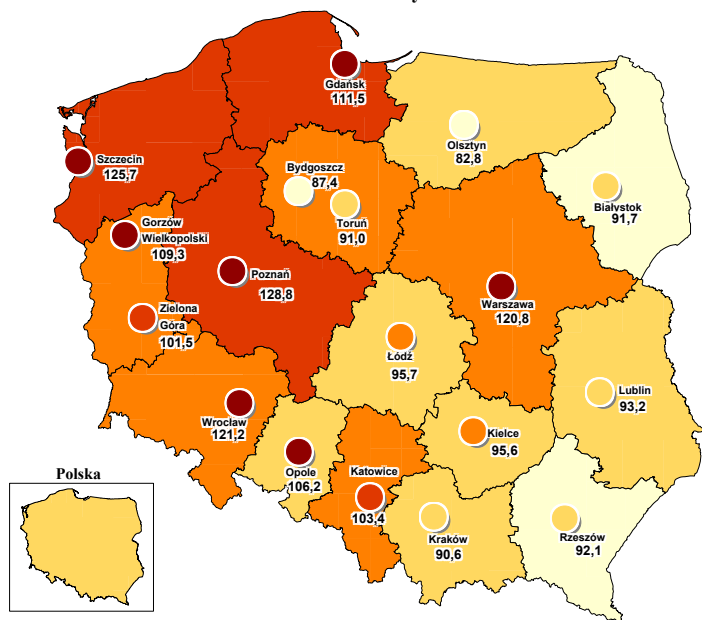 Gdańsk
111,5
Olsztyn
82,8
Szczecin
125,7
Bydgoszcz
87,4
Białystok
91,7
Toruń
91,0
Gorzów
Wielkopolski
109,3
Poznań
128,8
Warszawa
120,8
Zielona
Góra
101,5
Łódź
95,7
Lublin
93,2
Wrocław
121,2
Kielce
95,6
Opole
106,2
Katowice
103,4
Kraków
90,6
Rzeszów
92,1
Polska